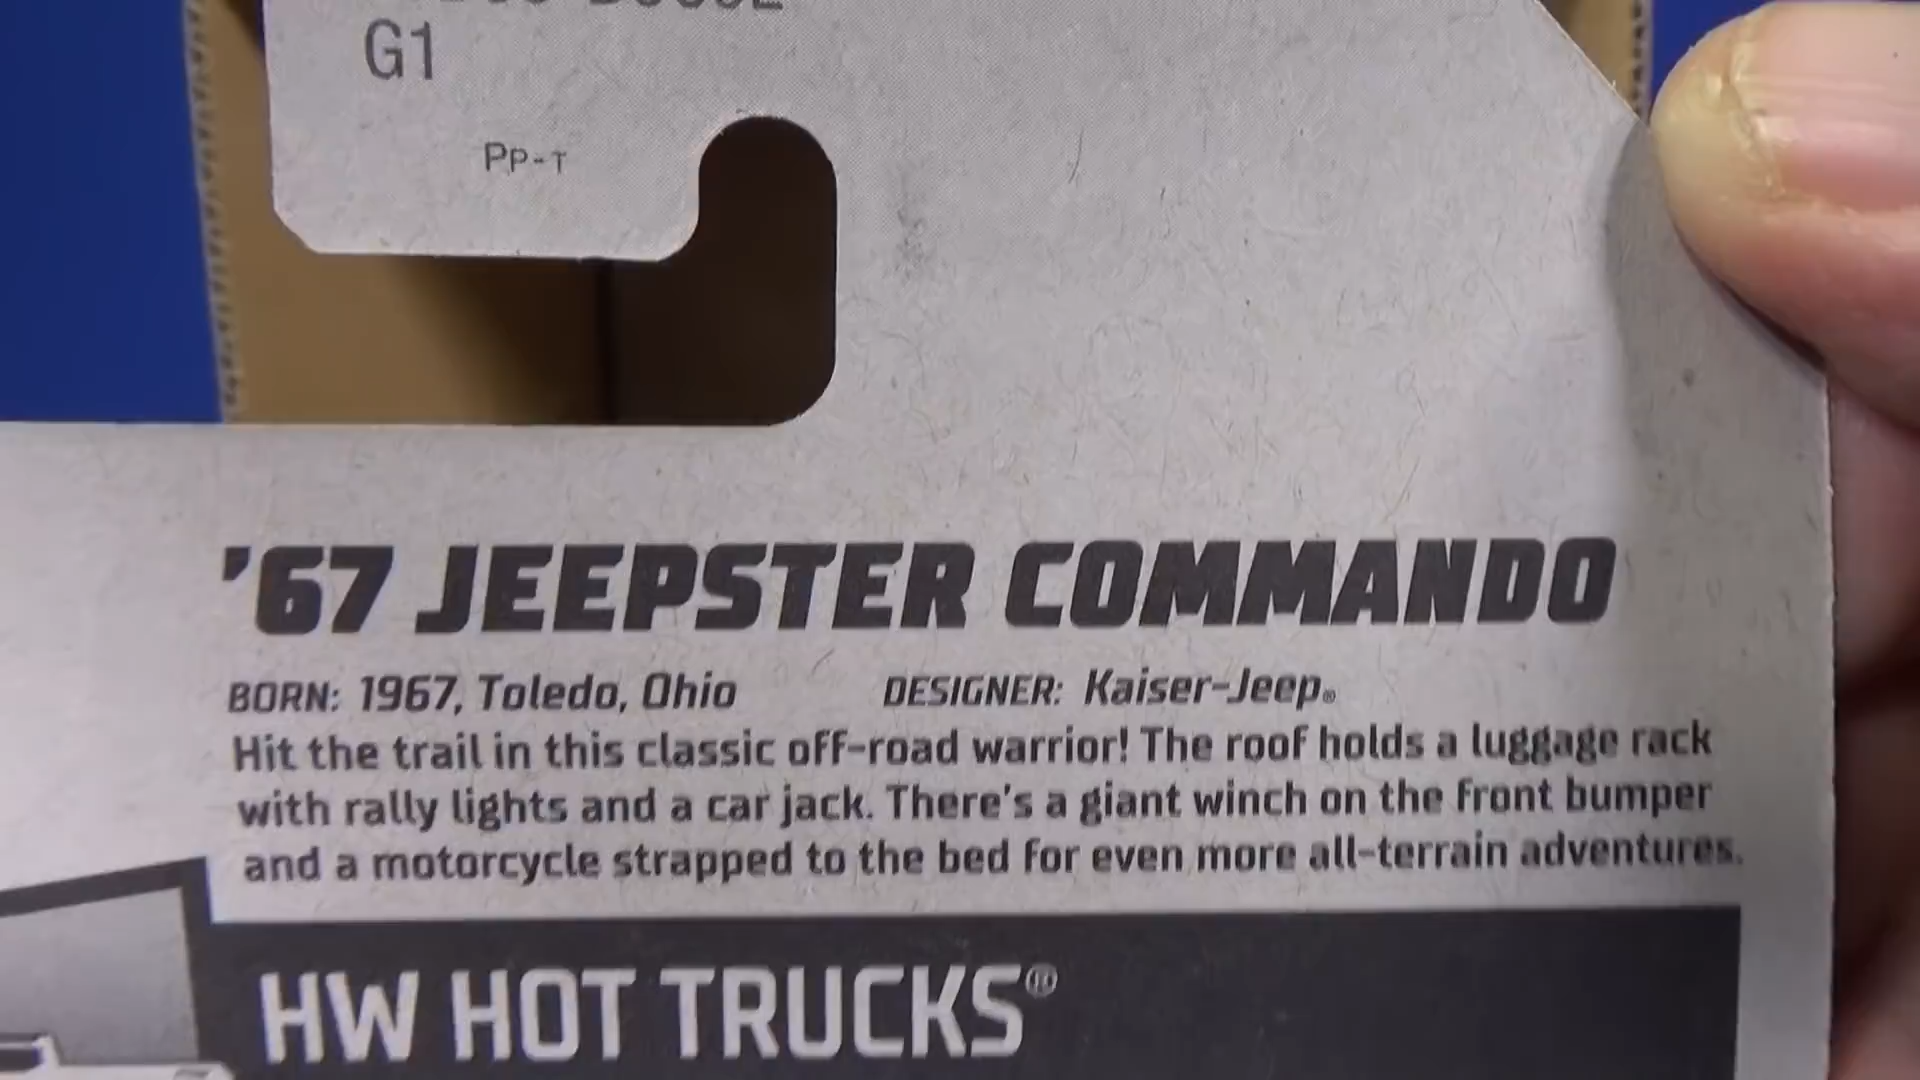 G1
PP-T
'67 JEEPSTER COMMANDO
BORN: 1967, Toledo, Ohio DESIGNER: Kaiser-Jeep®
Hit the trail in this classic off-road warrior! The roof holds a luggage rack
with rally lights and a car jack. There's a giant winch on the front bumper
and a motorcycle strapped to the bed for even more all-terrain adventures.
HW HOT TRUCKS®